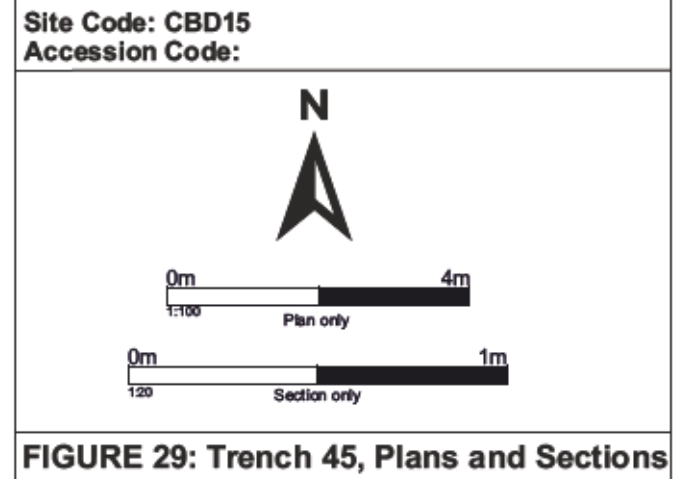 Site Code: CBD15
Accession Code:
N
0m 4m
1:100
Plan only
0m 1m
1:20
Section only
FIGURE 29: Trench 45, Plans and Sections